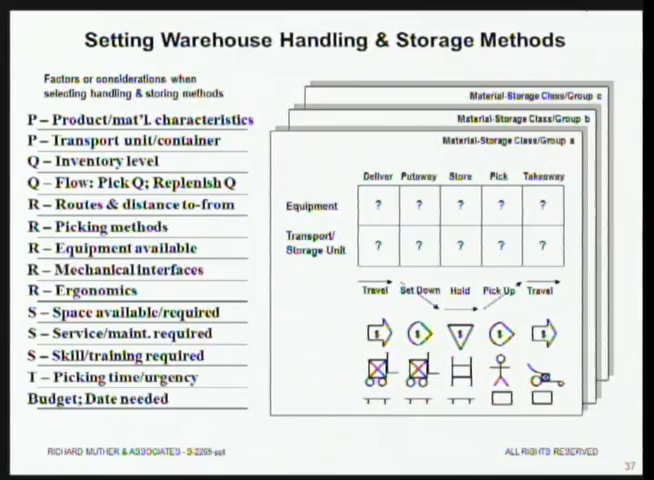 Setting Warehouse Handling & Storage Methods
Factors or considerations when
selecting handling & storing methods
P – Product/mat'l. characteristics
P – Transport unit/container
Q – Inventory level
Q – Flow: Pick Q; Replenish Q
R – Routes & distance to-from
R – Picking methods
R – Equipment available
R – Mechanical interfaces
R – Ergonomics
S – Space available/required
S – Service/maint. required
S – Skill/training required
T – Picking time/urgency
Budget; Date needed
Material-Storage Class/Group c
Material-Storage Class/Group b
Material-Storage Class/Group a
Deliver Putaway Store Pick Takeaway
Equipment ? ? ? ? ?
Transport/
Storage Unit ? ? ? ? ?
Travel Set Down Hold Pick Up Travel
$ $ $ $ $
RICHARD MUTHER & ASSOCIATES - ALL RIGHTS RESERVED
37